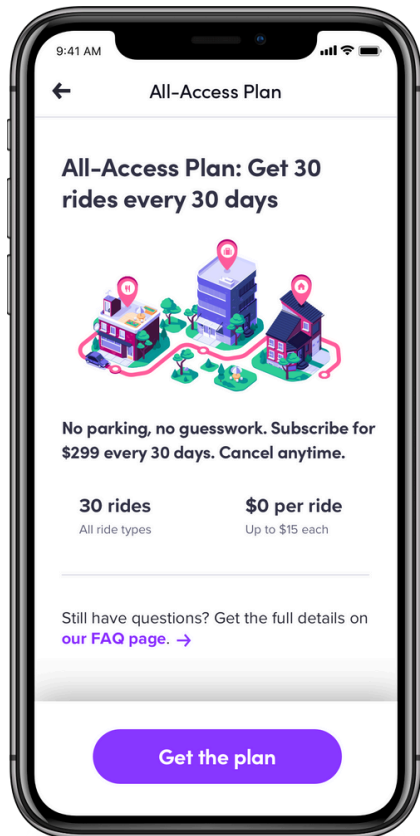 9:41 AM
All-Access Plan
All-Access Plan: Get 30
rides every 30 days
No parking, no guesswork. Subscribe for
$299 every 30 days. Cancel anytime.
30 rides
All ride types
$0 per ride
Up to $15 each
Still have questions? Get the full details on
our FAQ page. →
Get the plan